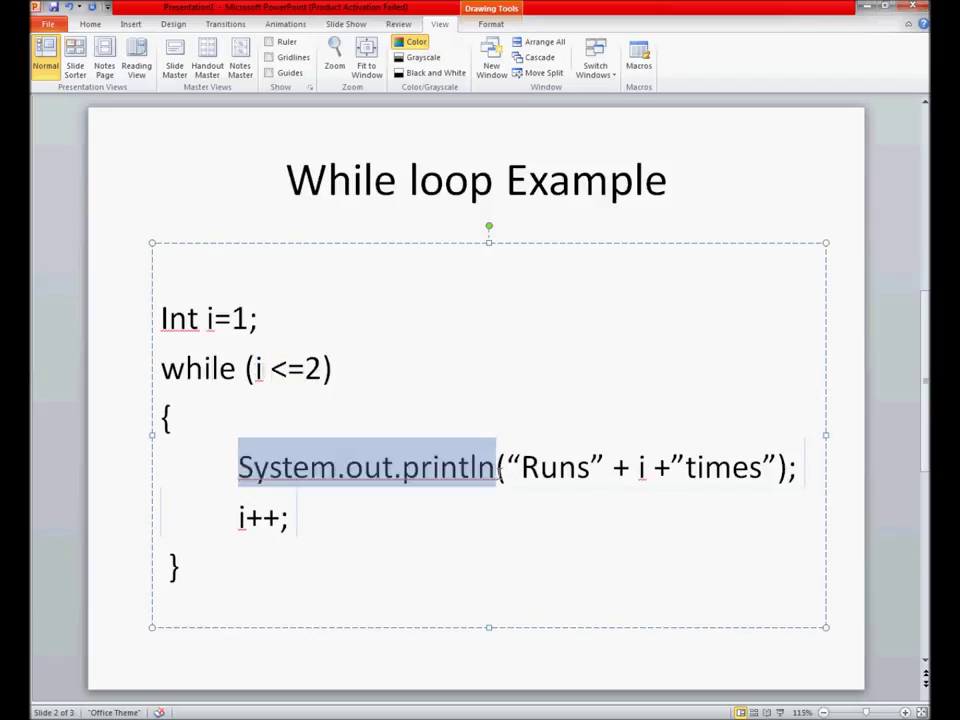 Presentation1 - Microsoft PowerPoint (Product Activation Failed)
Drawing Tools
File Home Insert Design Transitions Animations Slide Show Review View Format
Normal Slide Sorter Notes Page Reading View
Presentation Views
Slide Master Handout Master Notes Master
Master Views
Ruler
Gridlines
Guides
Show
Zoom Fit to Window
Zoom
Color
Grayscale
Black and White
Color/Grayscale
New Window
Arrange All
Cascade
Move Split
Switch Windows
Window
Macros
Macros
While loop Example
Int i=1;
while (i <=2)
{
System.out.println(“Runs” + i +”times”);
i++;
}
Slide 2 of 3 "Office Theme" 115%